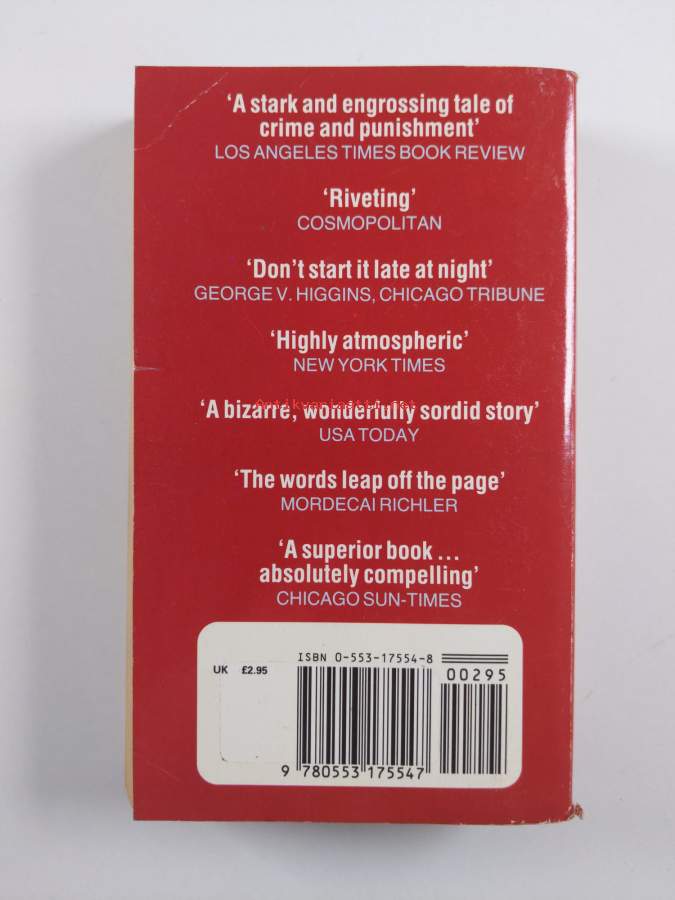 ‘A stark and engrossing tale of
crime and punishment’
LOS ANGELES TIMES BOOK REVIEW
‘Riveting’
COSMOPOLITAN
‘Don’t start it late at night’
GEORGE V. HIGGINS, CHICAGO TRIBUNE
‘Highly atmospheric’
NEW YORK TIMES
Antikvariaatti.net
‘A bizarre, wonderfully sordid story’
USA TODAY
‘The words leap off the page’
MORDECAI RICHLER
‘A superior book ...
absolutely compelling’
CHICAGO SUN-TIMES
ISBN 0-553-17554-8
UK £2.95
00295
9 780553 175547